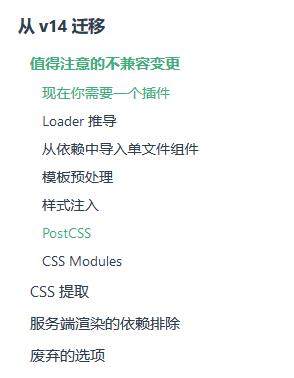 从 v14 迁移
值得注意的不兼容变更
现在你需要一个插件
Loader 推导
从依赖中导入单文件组件
模板预处理
样式注入
PostCSS
CSS Modules
CSS 提取
服务端渲染的依赖排除
废弃的选项